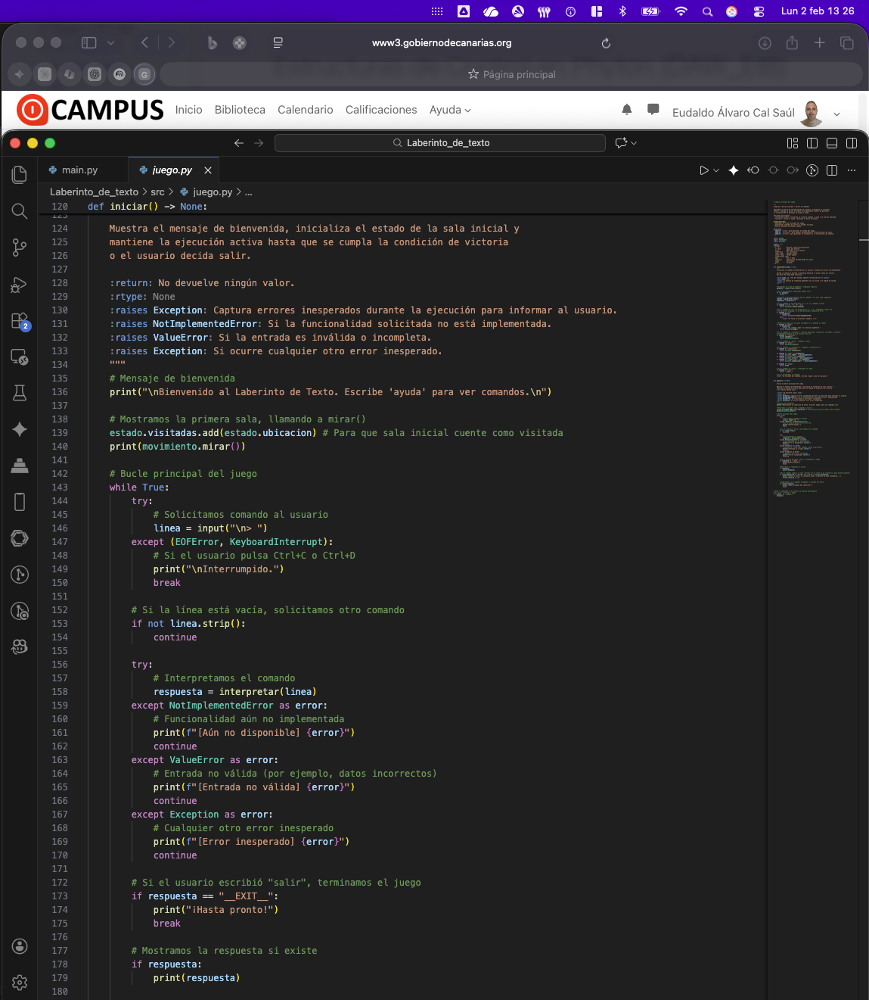 Lun 2 feb 13 26
www3.gobiernodecanarias.org
G
Página principal
CAMPUS
Inicio
Biblioteca
Calendario
Calificaciones
Ayuda
Eudaldo Álvaro Cal Saúl
Laberinto_de_texto
main.py
juego.py
Laberinto_de_texto > src > juego.py > ...
120 def iniciar() -> None:
123
124 Muestra el mensaje de bienvenida, inicializa el estado de la sala inicial y
125 mantiene la ejecución activa hasta que se cumpla la condición de victoria
126 o el usuario decida salir.
127
128 :return: No devuelve ningún valor.
129 :rtype: None
130 :raises Exception: Captura errores inesperados durante la ejecución para informar al usuario.
131 :raises NotImplementedError: Si la funcionalidad solicitada no está implementada.
132 :raises ValueError: Si la entrada es inválida o incompleta.
133 :raises Exception: Si ocurre cualquier otro error inesperado.
134 """
135 # Mensaje de bienvenida
136 print("\nBienvenido al Laberinto de Texto. Escribe 'ayuda' para ver comandos.\n")
137
138 # Mostramos la primera sala, llamando a mirar()
139 estado.visitadas.add(estado.ubicacion) # Para que sala inicial cuente como visitada
140 print(movimiento.mirar())
141
142 # Bucle principal del juego
143 while True:
144 try:
145 # Solicitamos comando al usuario
146 linea = input("\n> ")
147 except (EOFError, KeyboardInterrupt):
148 # Si el usuario pulsa Ctrl+C o Ctrl+D
149 print("\nInterrumpido.")
150 break
151
152 # Si la línea está vacía, solicitamos otro comando
153 if not linea.strip():
154 continue
155
156 try:
157 # Interpretamos el comando
158 respuesta = interpretar(linea)
159 except NotImplementedError as error:
160 # Funcionalidad aún no implementada
161 print(f"[Aún no disponible] {error}")
162 continue
163 except ValueError as error:
164 # Entrada no válida (por ejemplo, datos incorrectos)
165 print(f"[Entrada no válida] {error}")
166 continue
167 except Exception as error:
168 # Cualquier otro error inesperado
169 print(f"[Error inesperado] {error}")
170 continue
171
172 # Si el usuario escribió "salir", terminamos el juego
173 if respuesta == "__EXIT__":
174 print("¡Hasta pronto!")
175 break
176
177 # Mostramos la respuesta si existe
178 if respuesta:
179 print(respuesta)
180
2